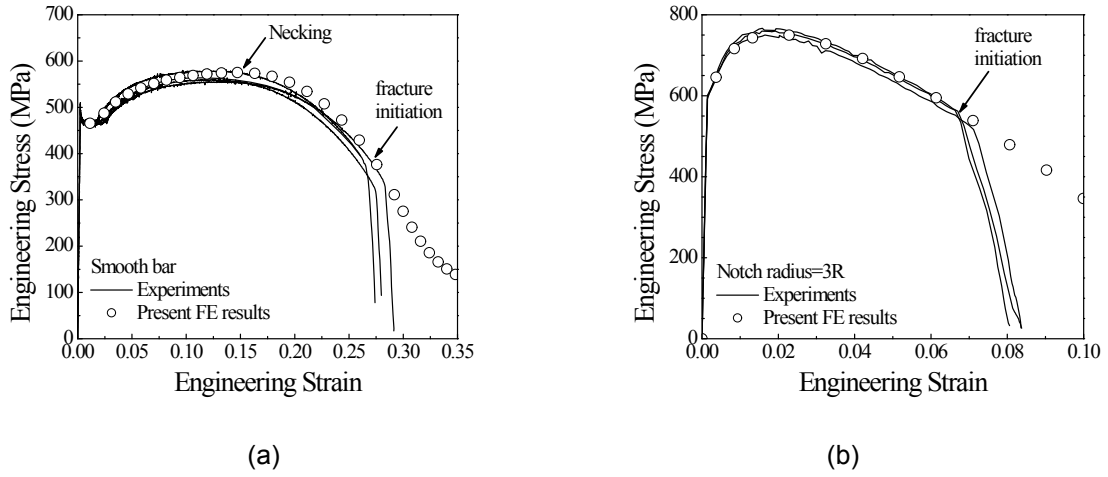 700
600
500
400
300
200
100
0
Engineering Stress (MPa)
Necking
fracture
initiation
Smooth bar
Experiments
Present FE results
0.00 0.05 0.10 0.15 0.20 0.25 0.30 0.35
Engineering Strain
(a)
800
600
400
200
0
Engineering Stress (MPa)
fracture
initiation
Notch radius=3R
Experiments
Present FE results
0.00 0.02 0.04 0.06 0.08 0.10
Engineering Strain
(b)